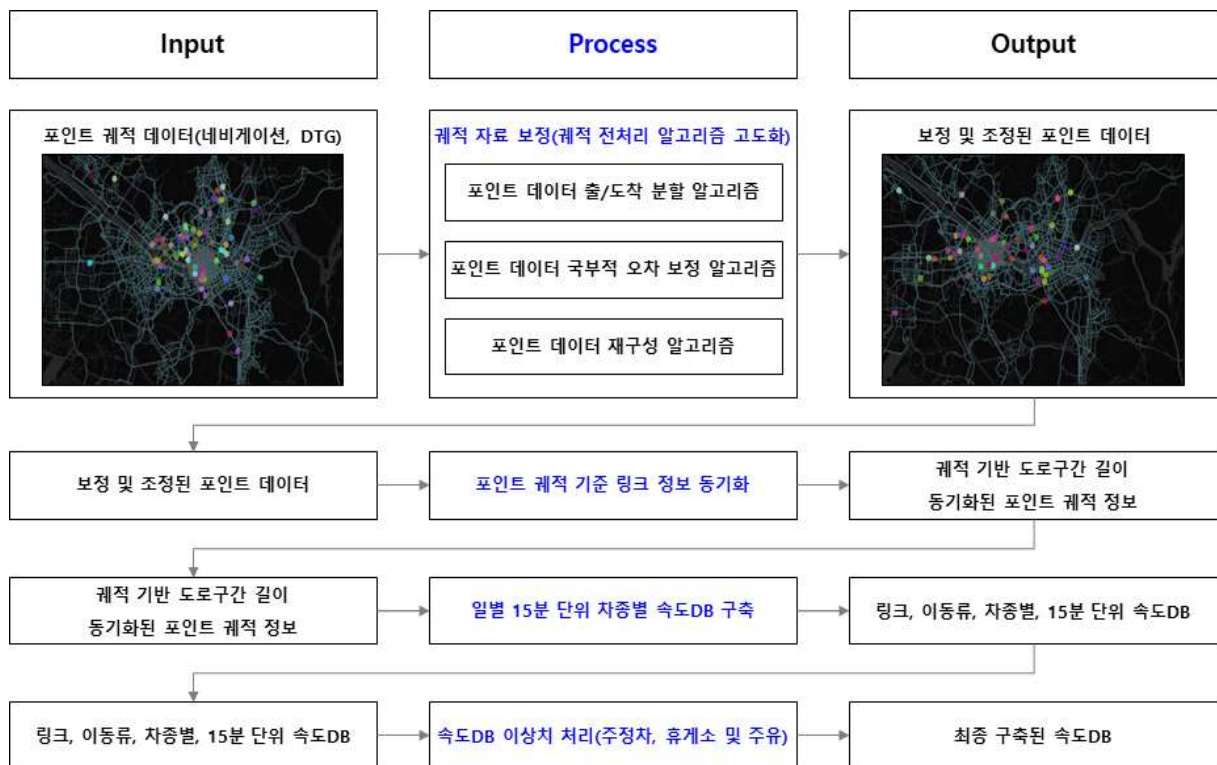 Input
Process
Output
포인트 궤적 데이터(네비게이션, DTG)
궤적 자료 보정(궤적 전처리 알고리즘 고도화)
포인트 데이터 출/도착 분할 알고리즘
포인트 데이터 국부적 오차 보정 알고리즘
포인트 데이터 재구성 알고리즘
보정 및 조정된 포인트 데이터
보정 및 조정된 포인트 데이터
포인트 궤적 기준 링크 정보 동기화
궤적 기반 도로구간 길이
동기화된 포인트 궤적 정보
궤적 기반 도로구간 길이
동기화된 포인트 궤적 정보
일별 15분 단위 차종별 속도DB 구축
링크, 이동류, 차종별, 15분 단위 속도DB
링크, 이동류, 차종별, 15분 단위 속도DB
속도DB 이상치 처리(주정차, 휴게소 및 주유)
최종 구축된 속도DB